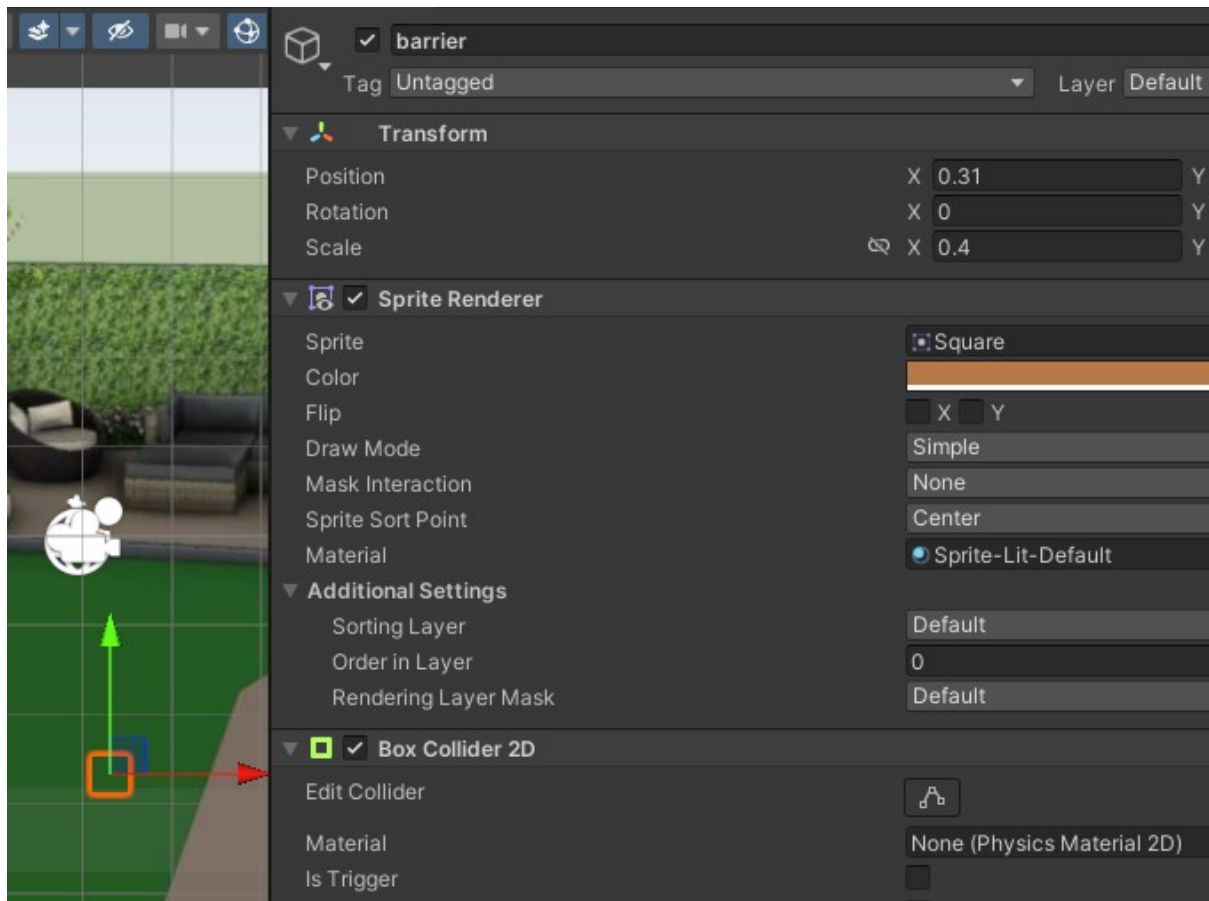 barrier
Tag Untagged Layer Default
Transform
Position X 0.31 Y
Rotation X 0 Y
Scale X 0.4 Y
Sprite Renderer
Sprite Square
Color
Flip X Y
Draw Mode Simple
Mask Interaction None
Sprite Sort Point Center
Material Sprite-Lit-Default
Additional Settings
Sorting Layer Default
Order in Layer 0
Rendering Layer Mask Default
Box Collider 2D
Edit Collider
Material None (Physics Material 2D)
Is Trigger